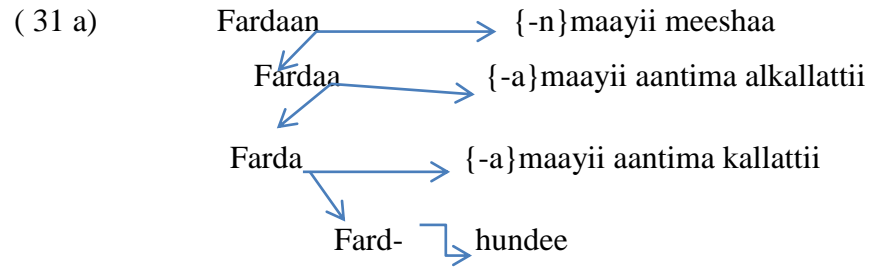 ( 31 a) Fardaan {-n}maayii meeshaa
Fardaa {-a}maayii aantima alkallattii
Farda {-a}maayii aantima kallattii
Fard- hundee